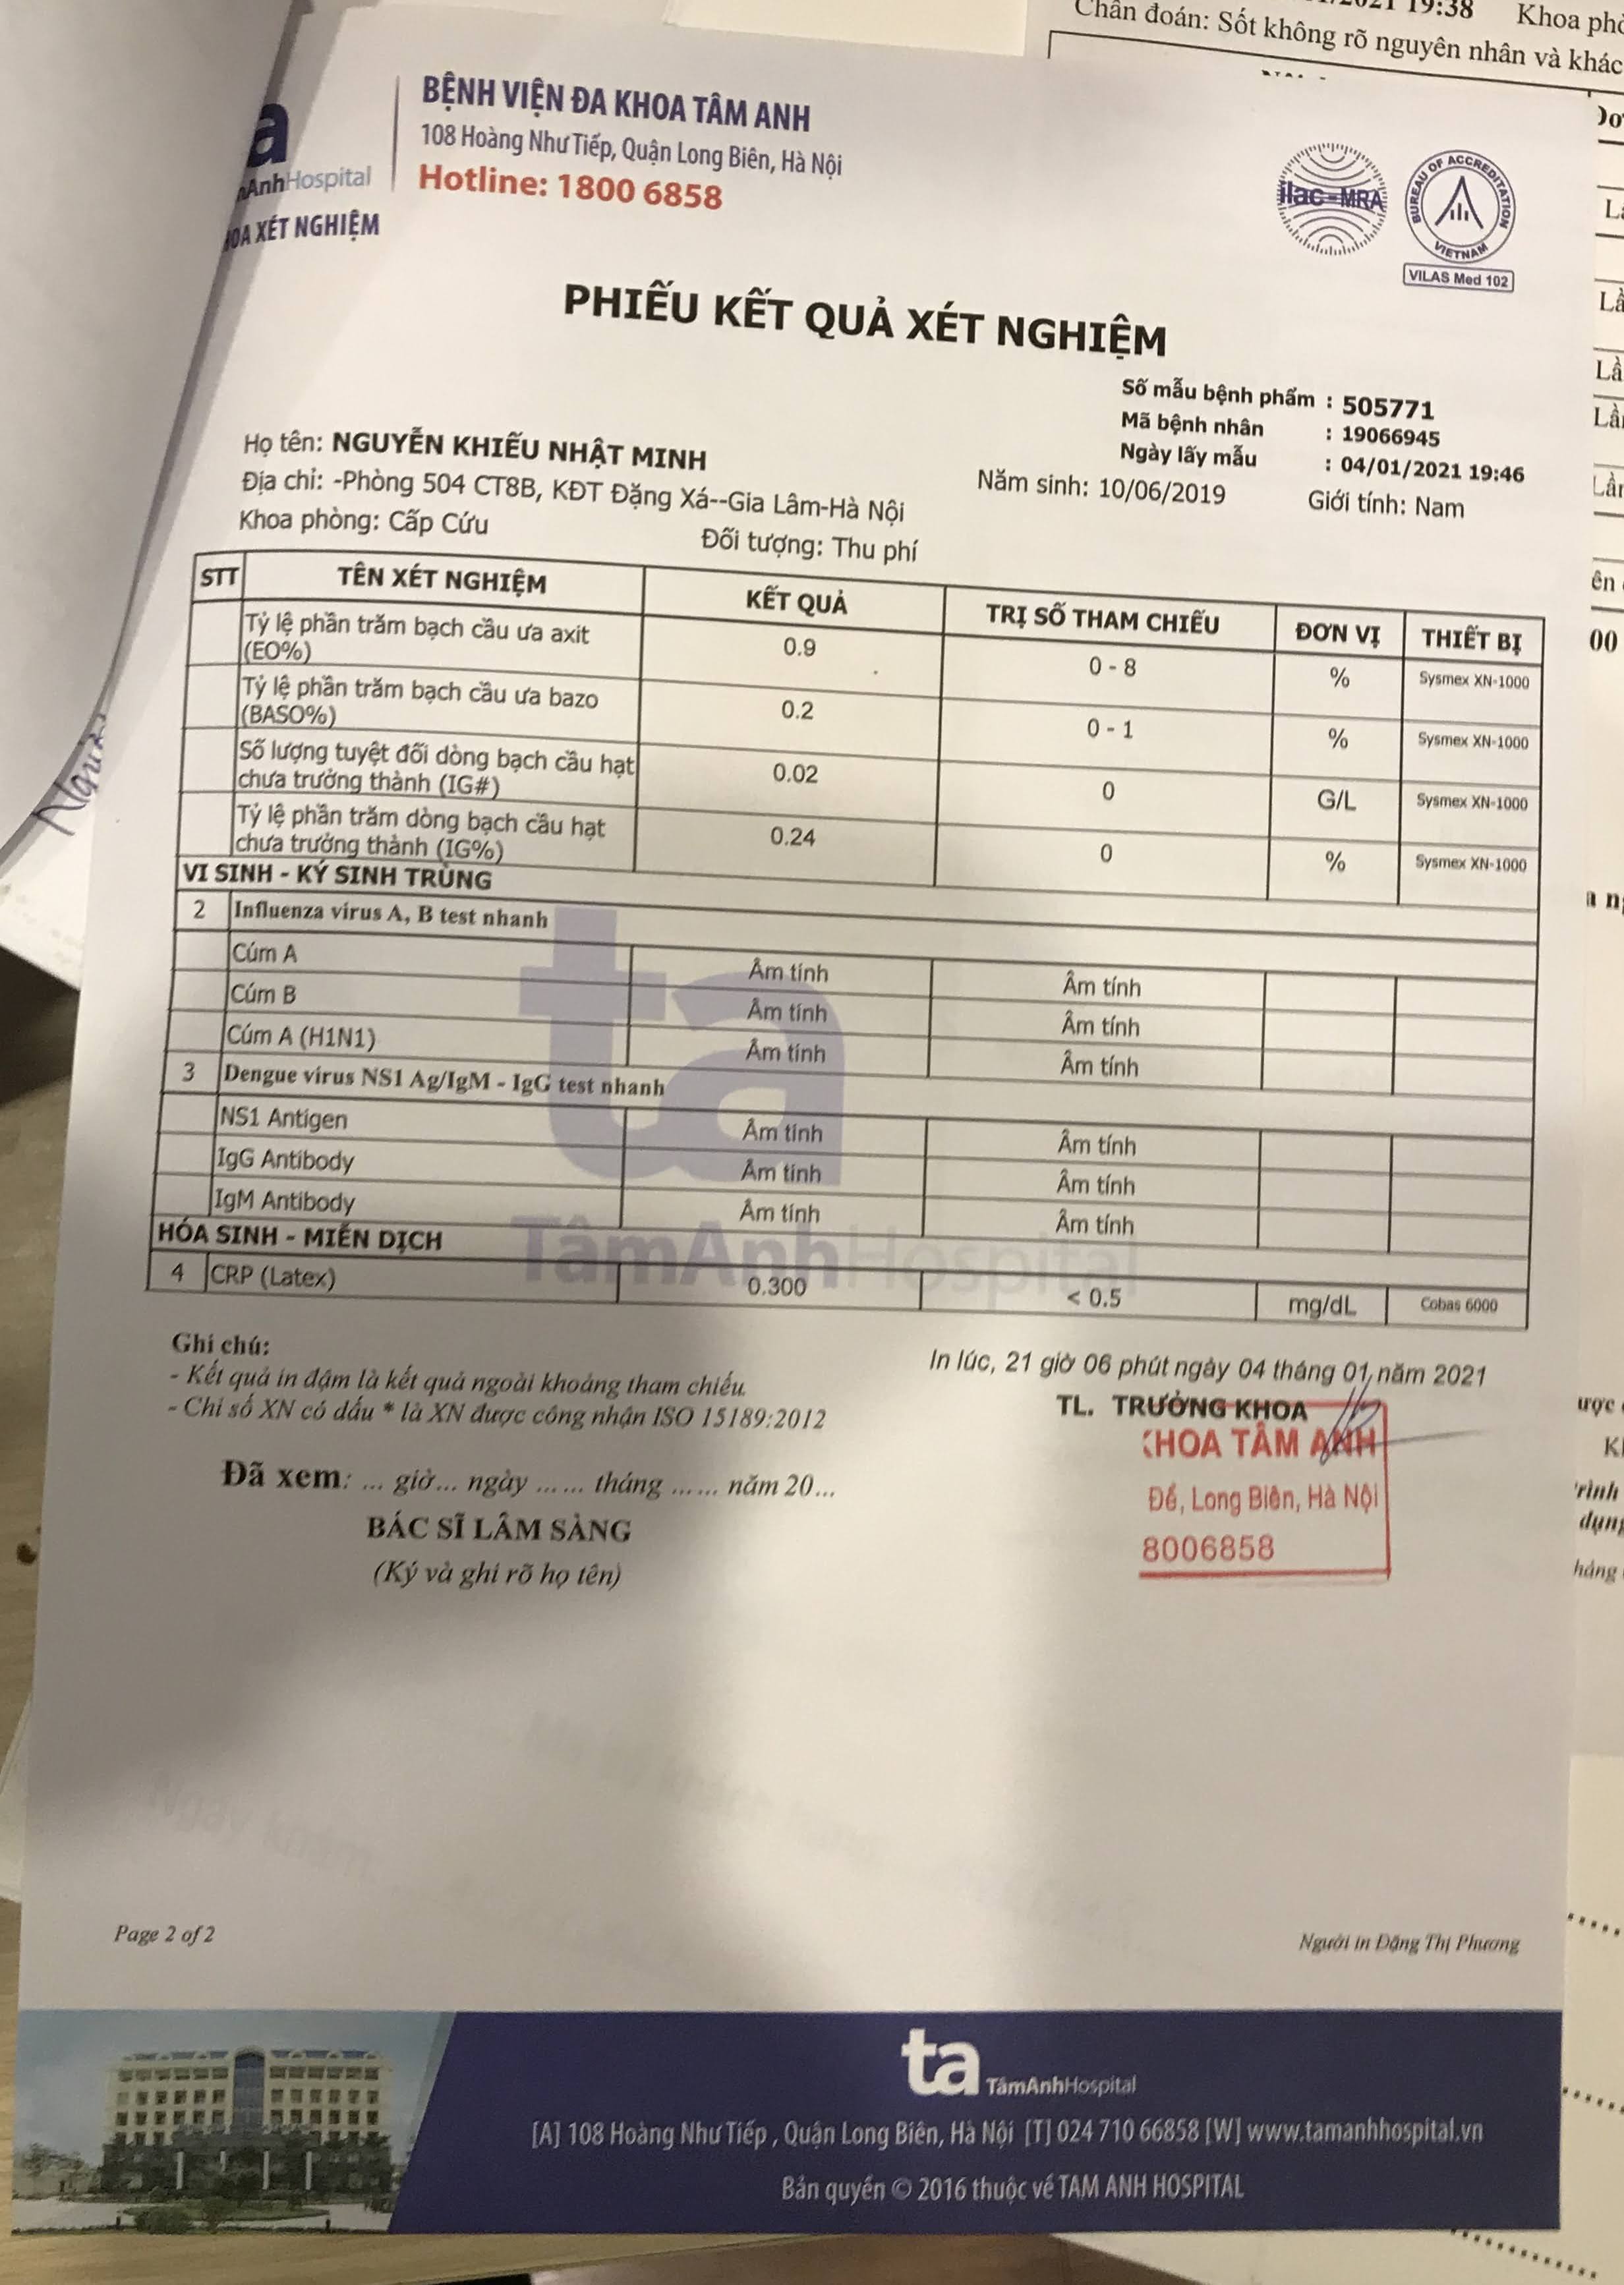 19:38 Khoa
Chẩn đoán: Sốt không rõ nguyên nhân và khác
a
AnhHospital
XÉT NGHIỆM
BỆNH VIỆN ĐA KHOA TÂM ANH
108 Hoàng Như Tiếp, Quận Long Biên, Hà Nội
Hotline: 1800 6858
ilac-MRA
BUREAU OF ACCREDITATION
VIETNAM
VILAS Med 102
PHIẾU KẾT QUẢ XÉT NGHIỆM
Số mẫu bệnh phẩm : 505771
Mã bệnh nhân : 19066945
Ngày lấy mẫu : 04/01/2021 19:46
Họ tên: NGUYỄN KHIẾU NHẬT MINH
Năm sinh: 10/06/2019 Giới tính: Nam
Địa chỉ: -Phòng 504 CT8B, KĐT Đặng Xá--Gia Lâm-Hà Nội
Khoa phòng: Cấp Cứu Đối tượng: Thu phí
STT TÊN XÉT NGHIỆM KẾT QUẢ TRỊ SỐ THAM CHIẾU ĐƠN VỊ THIẾT BỊ
Tỷ lệ phần trăm bạch cầu ưa axit (EO%) 0.9 0 - 8 % Sysmex XN-1000
Tỷ lệ phần trăm bạch cầu ưa bazo (BASO%) 0.2 0 - 1 % Sysmex XN-1000
Số lượng tuyệt đối dòng bạch cầu hạt chưa trưởng thành (IG#) 0.02 0 G/L Sysmex XN-1000
Tỷ lệ phần trăm dòng bạch cầu hạt chưa trưởng thành (IG%) 0.24 0 % Sysmex XN-1000
VI SINH - KÝ SINH TRÙNG
2 Influenza virus A, B test nhanh
Cúm A Âm tính Âm tính
Cúm B Âm tính Âm tính
Cúm A (H1N1) Âm tính Âm tính
3 Dengue virus NS1 Ag/IgM - IgG test nhanh
NS1 Antigen Âm tính Âm tính
IgG Antibody Âm tính Âm tính
IgM Antibody Âm tính Âm tính
HÓA SINH - MIỄN DỊCH
4 CRP (Latex) 0.300 < 0.5 mg/dL Cobas 6000
ta
TâmAnhHospital
Ghi chú:
- Kết quả in đậm là kết quả ngoài khoảng tham chiếu.
- Chỉ số XN có dấu * là XN được công nhận ISO 15189:2012
In lúc, 21 giờ 06 phút ngày 04 tháng 01 năm 2021
TL. TRƯỞNG KHOA
KHOA TÂM ANH
Đề, Long Biên, Hà Nội
8006858
Đã xem: ... giờ... ngày ...... tháng ...... năm 20...
BÁC SĨ LÂM SÀNG
(Ký và ghi rõ họ tên)
Page 2 of 2
Người in Đặng Thị Phương
ta TâmAnhHospital
[A] 108 Hoàng Như Tiếp , Quận Long Biên, Hà Nội [T] 024 710 66858 [W] www.tamanhhospital.vn
Bản quyền © 2016 thuộc về TAM ANH HOSPITAL